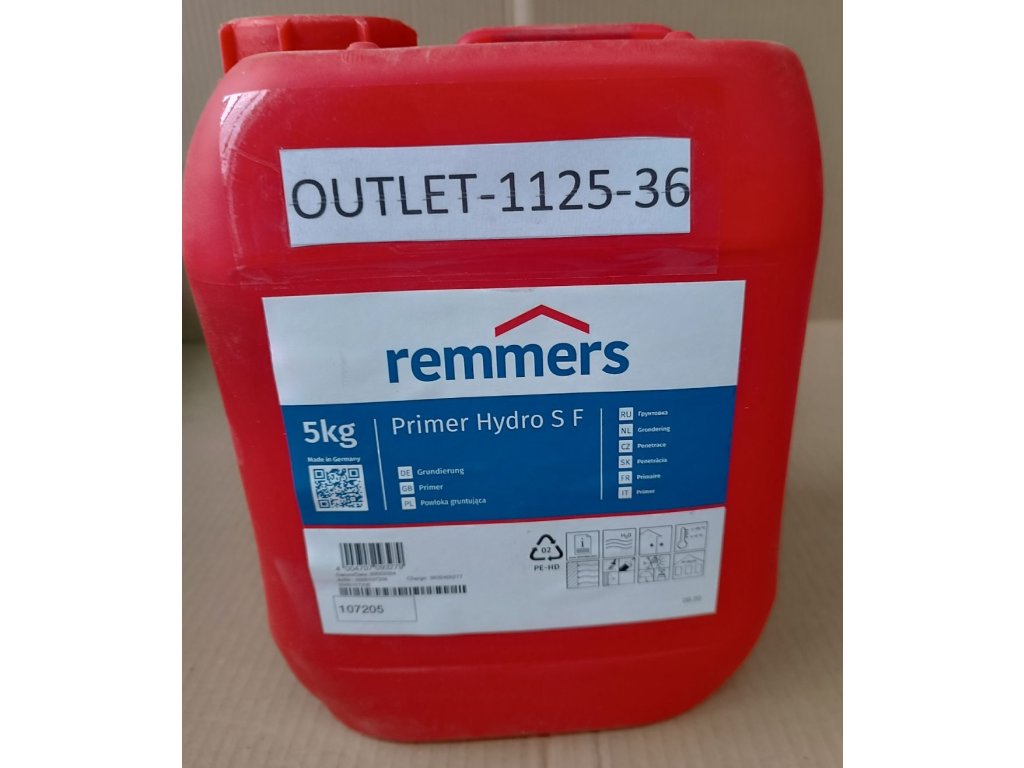 OUTLET-1125-36
remmers
5kg
Primer Hydro S F
Made in Germany
DE Grundierung
GB Primer
PL Powłoka gruntująca
RU Грунтовка
NL Grondering
CZ Penetrace
SK Penetrácia
FR Primaire
IT Primer
02
PE-HD
H₂O
107205